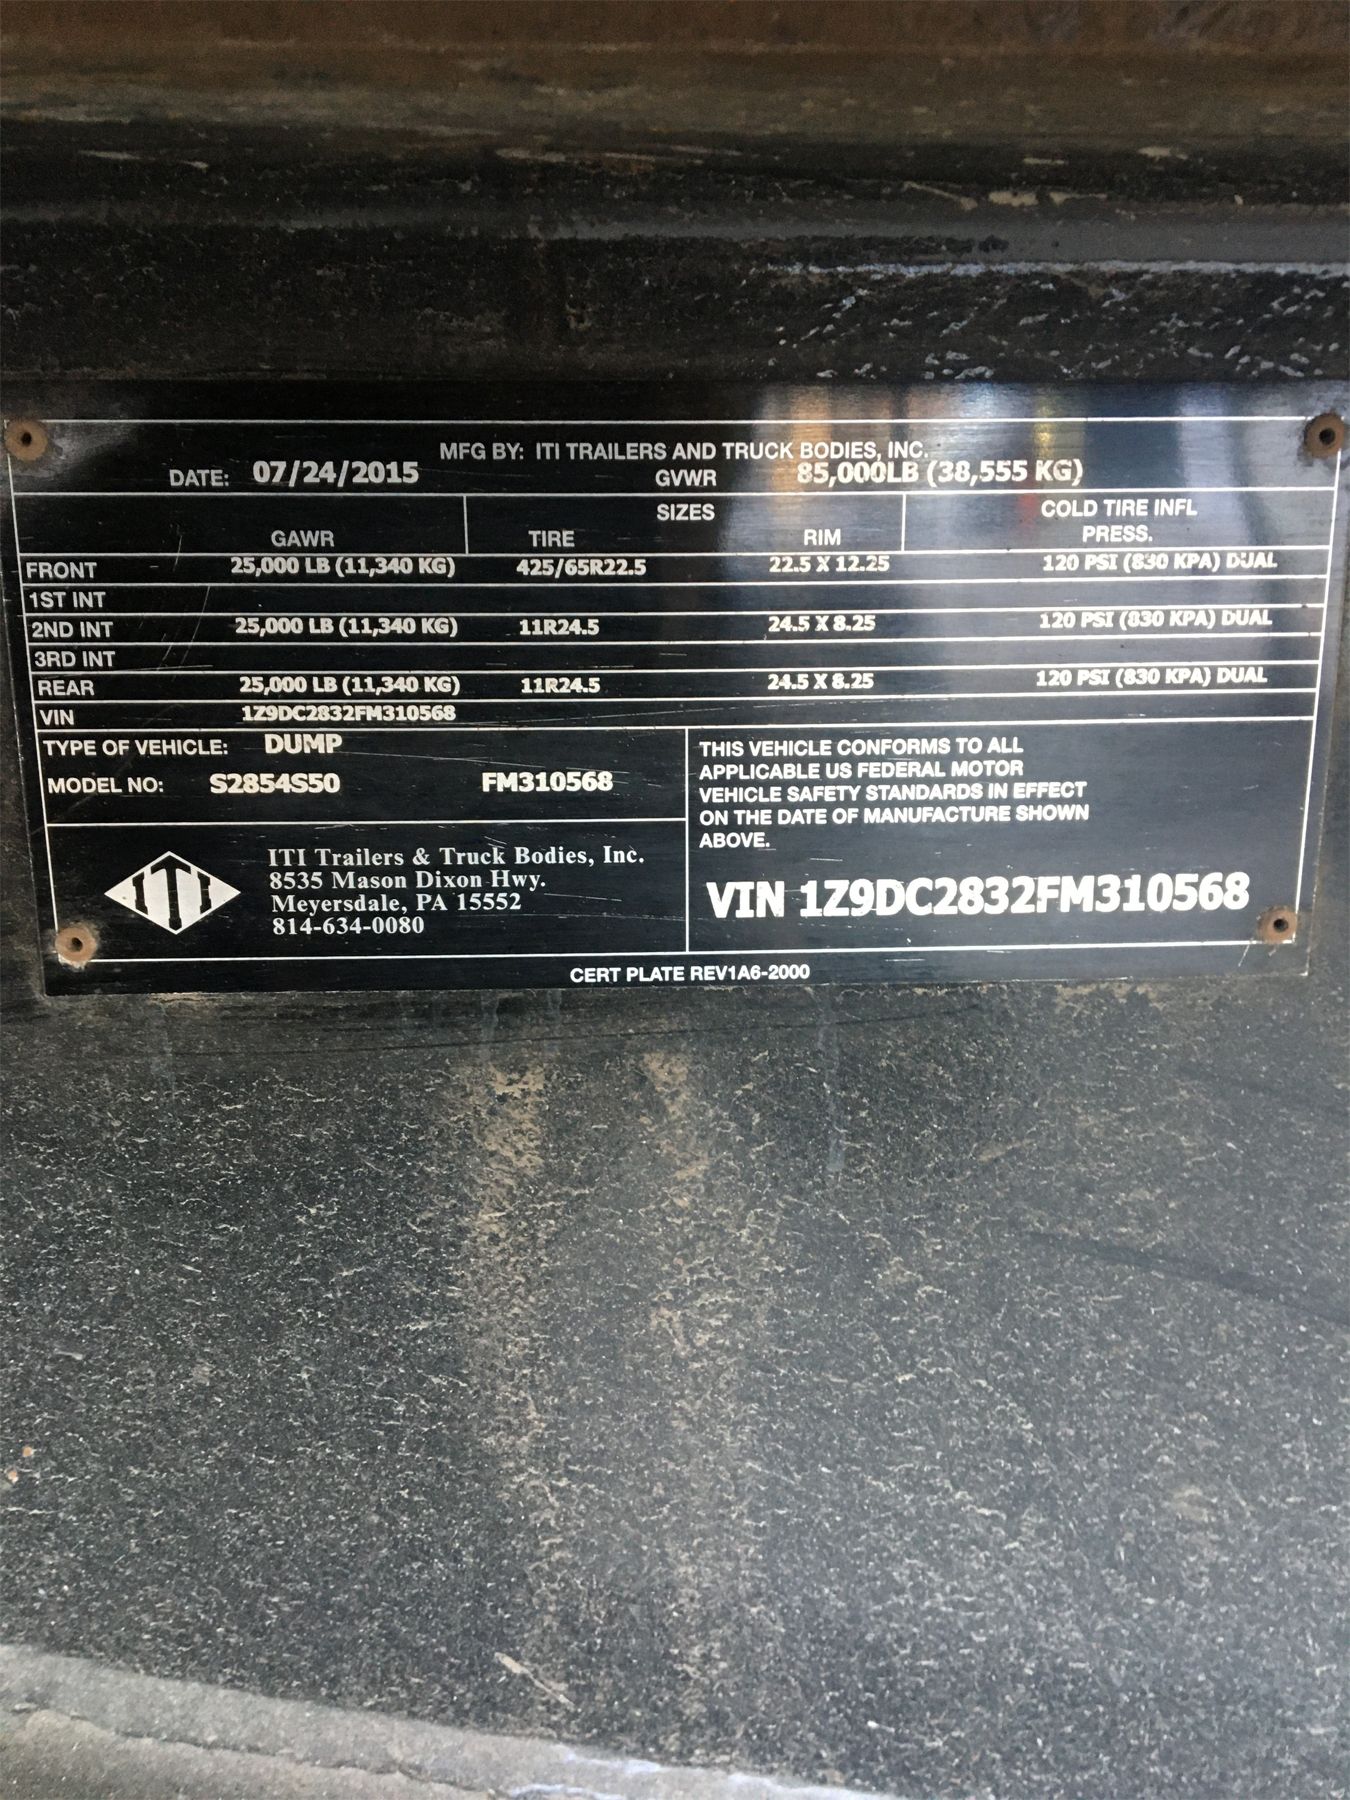 MFG BY: ITI TRAILERS AND TRUCK BODIES, INC.
DATE: 07/24/2015 GVWR 85,000LB (38,555 KG)
SIZES COLD TIRE INFL
GAWR TIRE RIM PRESS.
FRONT 25,000 LB (11,340 KG) 425/65R22.5 22.5 X 12.25 120 PSI (830 KPA) DUAL
1ST INT
2ND INT 25,000 LB (11,340 KG) 11R24.5 24.5 X 8.25 120 PSI (830 KPA) DUAL
3RD INT
REAR 25,000 LB (11,340 KG) 11R24.5 24.5 X 8.25 120 PSI (830 KPA) DUAL
VIN 1Z9DC2832FM310568
TYPE OF VEHICLE: DUMP
MODEL NO: S2854S50 FM310568
THIS VEHICLE CONFORMS TO ALL
APPLICABLE US FEDERAL MOTOR
VEHICLE SAFETY STANDARDS IN EFFECT
ON THE DATE OF MANUFACTURE SHOWN
ABOVE.
ITI
ITI Trailers & Truck Bodies, Inc.
8535 Mason Dixon Hwy.
Meyersdale, PA 15552
814-634-0080
VIN 1Z9DC2832FM310568
CERT PLATE REV1A6-2000